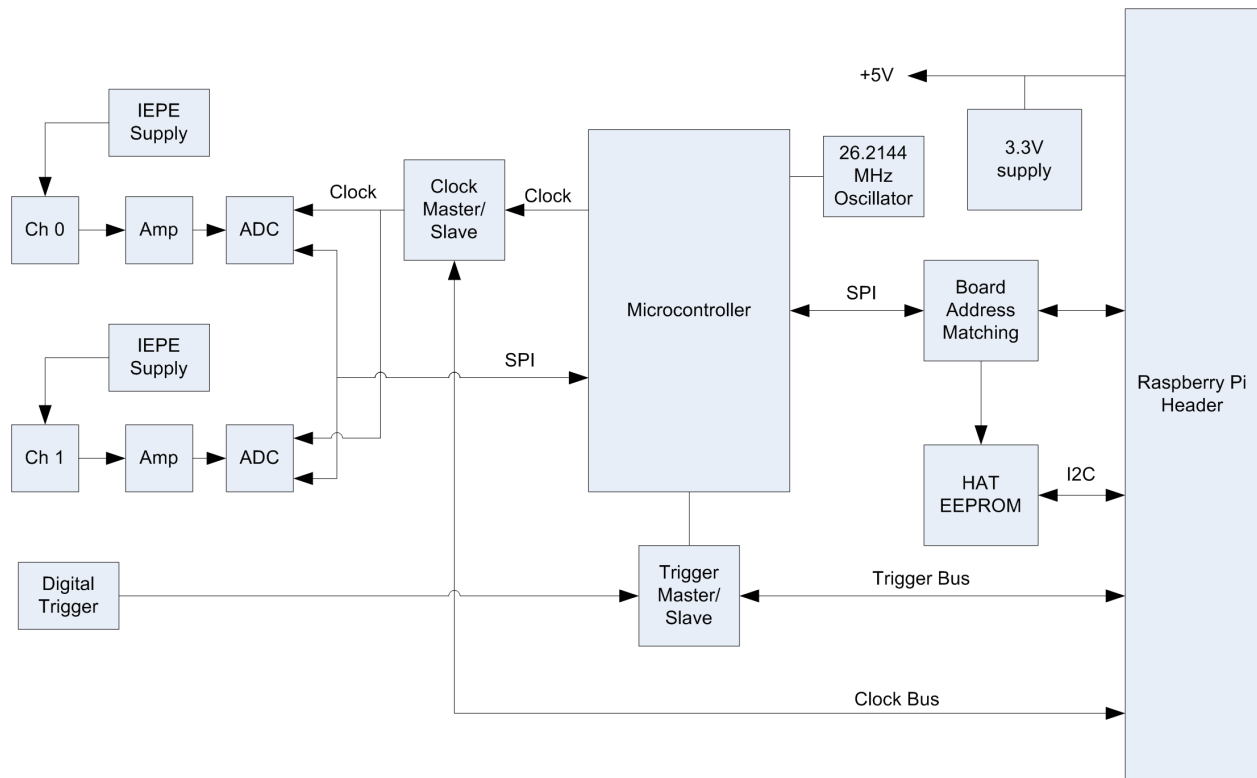 +5V
IEPE
Supply
3.3V
supply
26.2144
MHz
Oscillator
Clock
Master/
Slave
Clock
Clock
Ch 0
Amp
ADC
Microcontroller
SPI
Board
Address
Matching
IEPE
Supply
SPI
Raspberry Pi
Header
Ch 1
Amp
ADC
HAT
EEPROM
I2C
Digital
Trigger
Trigger
Master/
Slave
Trigger Bus
Clock Bus